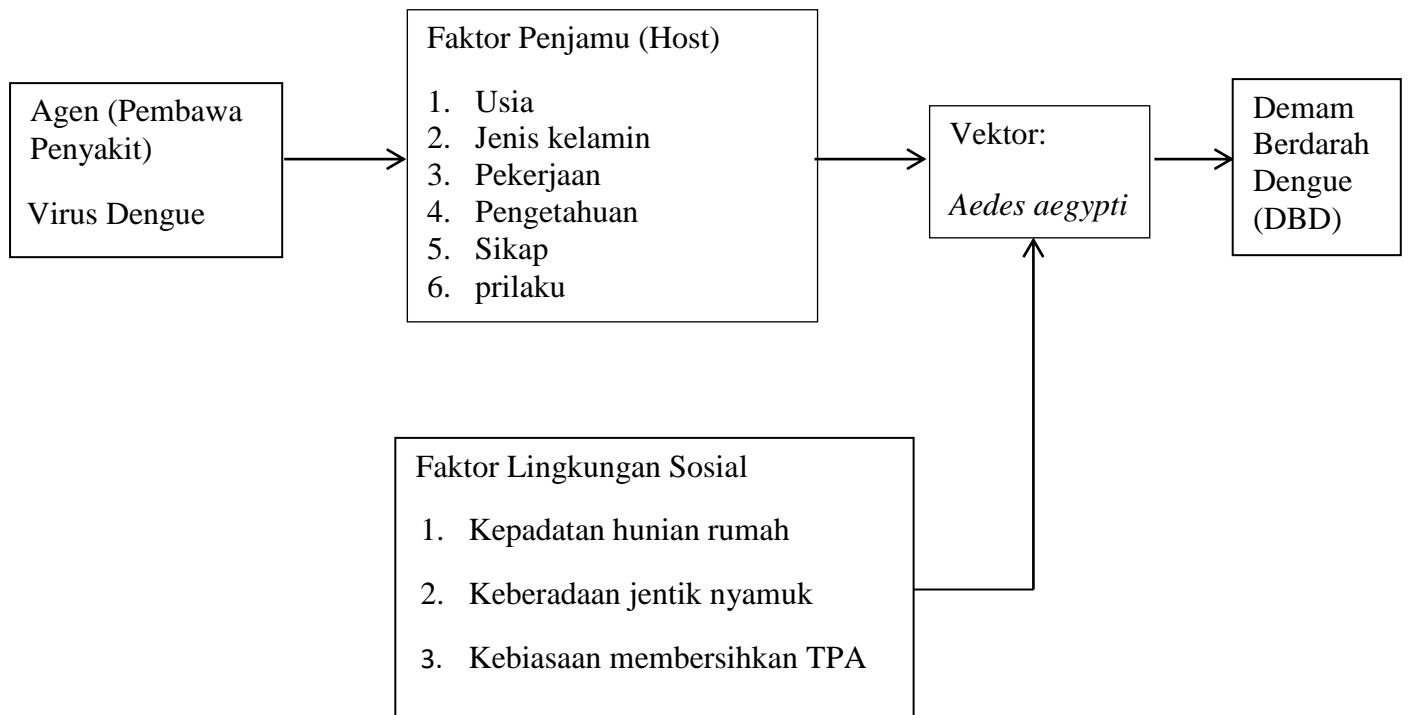 Agen (Pembawa
Penyakit)
Virus Dengue
Faktor Penjamu (Host)
1. Usia
2. Jenis kelamin
3. Pekerjaan
4. Pengetahuan
5. Sikap
6. prilaku
Vektor:
Aedes aegypti
Demam
Berdarah
Dengue
(DBD)
Faktor Lingkungan Sosial
1. Kepadatan hunian rumah
2. Keberadaan jentik nyamuk
3. Kebiasaan membersihkan TPA